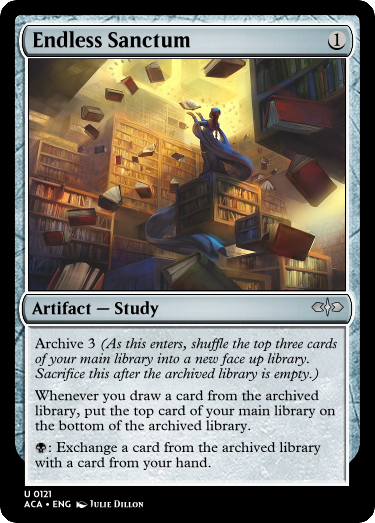 Endless Sanctum 1
Artifact — Study
Archive 3 (As this enters, shuffle the top three cards
of your main library into a new face up library.
Sacrifice this after the archived library is empty.)
Whenever you draw a card from the archived
library, put the top card of your main library on
the bottom of the archived library.
: Exchange a card from the archived library
with a card from your hand.
U 0121
ACA • ENG Julie Dillon